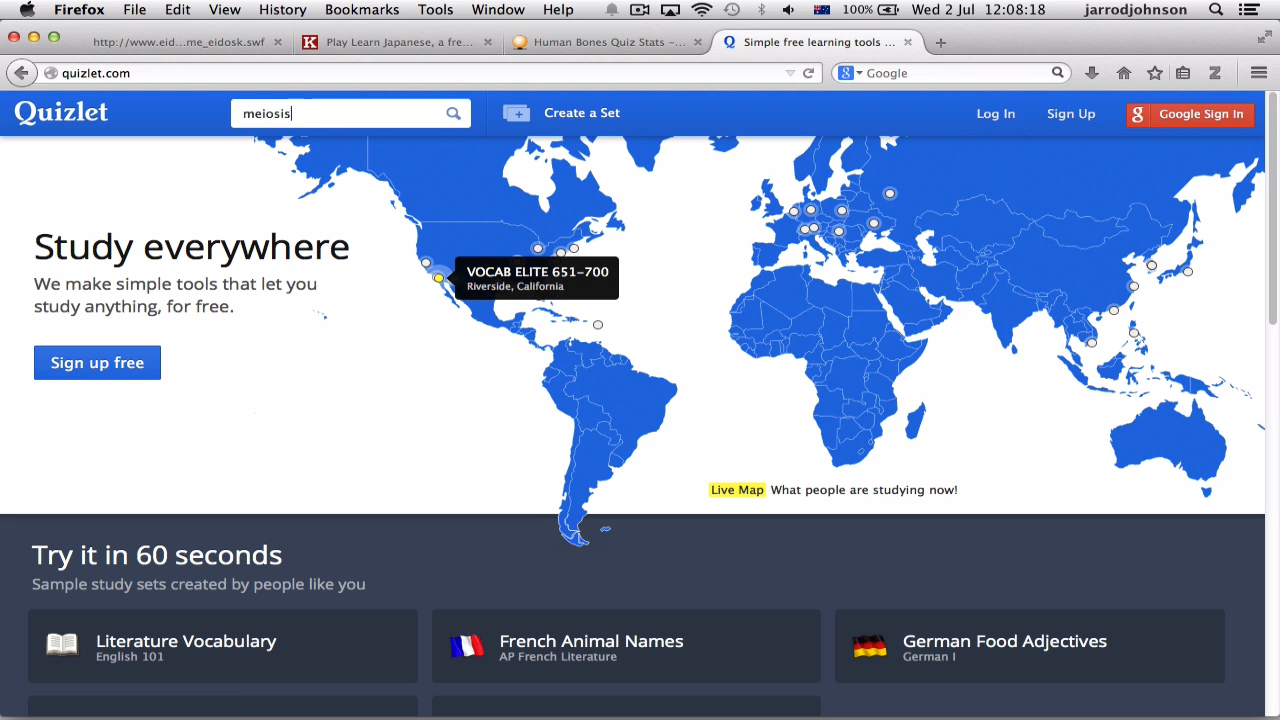 Firefox File Edit View History Bookmarks Tools Window Help 100% Wed 2 Jul 12:08:18 jarrodjohnson
http://www.eid...me_eidosk.swf × Play Learn Japanese, a fre... × Human Bones Quiz Stats -... × Q Simple free learning tools ... × +
quizlet.com Google
Quizlet meiosis Create a Set Log In Sign Up g Google Sign In
Study everywhere
We make simple tools that let you
study anything, for free.
Sign up free
VOCAB ELITE 651-700
Riverside, California
Live Map What people are studying now!
Try it in 60 seconds
Sample study sets created by people like you
Literature Vocabulary
English 101
French Animal Names
AP French Literature
German Food Adjectives
German I